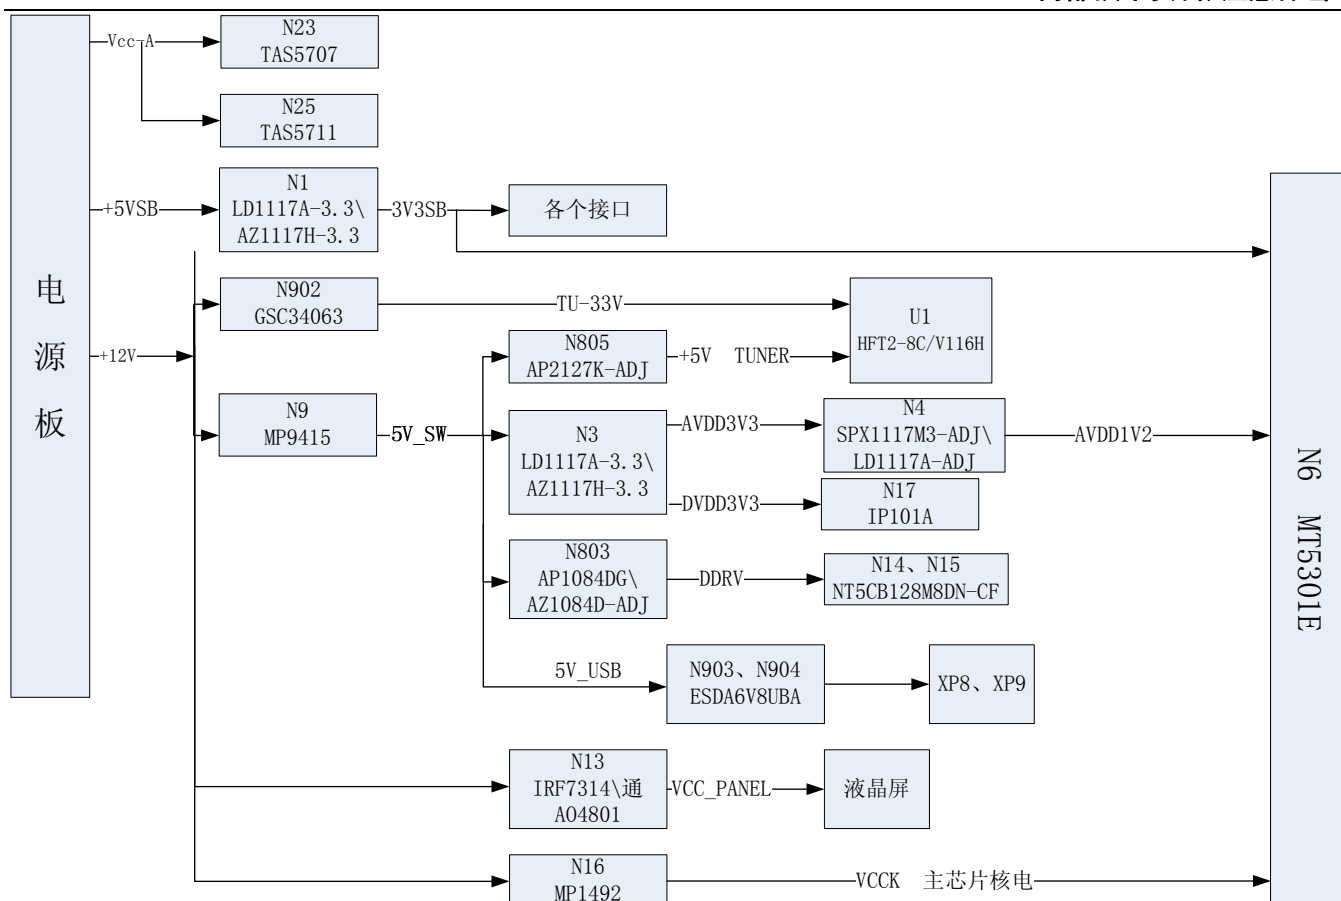 电
源
板
Vcc-A
N23
TAS5707
N25
TAS5711
+5VSB
N1
LD1117A-3.3\
AZ1117H-3.3
3V3SB
各个接口
+12V
N902
GSC34063
TU-33V
U1
HFT2-8C/V116H
N805
AP2127K-ADJ
+5V TUNER
N9
MP9415
5V_SW
N3
LD1117A-3.3\
AZ1117H-3.3
AVDD3V3
N4
SPX1117M3-ADJ\
LD1117A-ADJ
AVDD1V2
DVDD3V3
N17
IP101A
N803
AP1084DG\
AZ1084D-ADJ
DDRV
N14、N15
NT5CB128M8DN-CF
5V_USB
N903、N904
ESDA6V8UBA
XP8、XP9
N13
IRF7314\通
AO4801
VCC_PANEL
液晶屏
N16
MP1492
VCCK 主芯片核电
N6 MT5301E